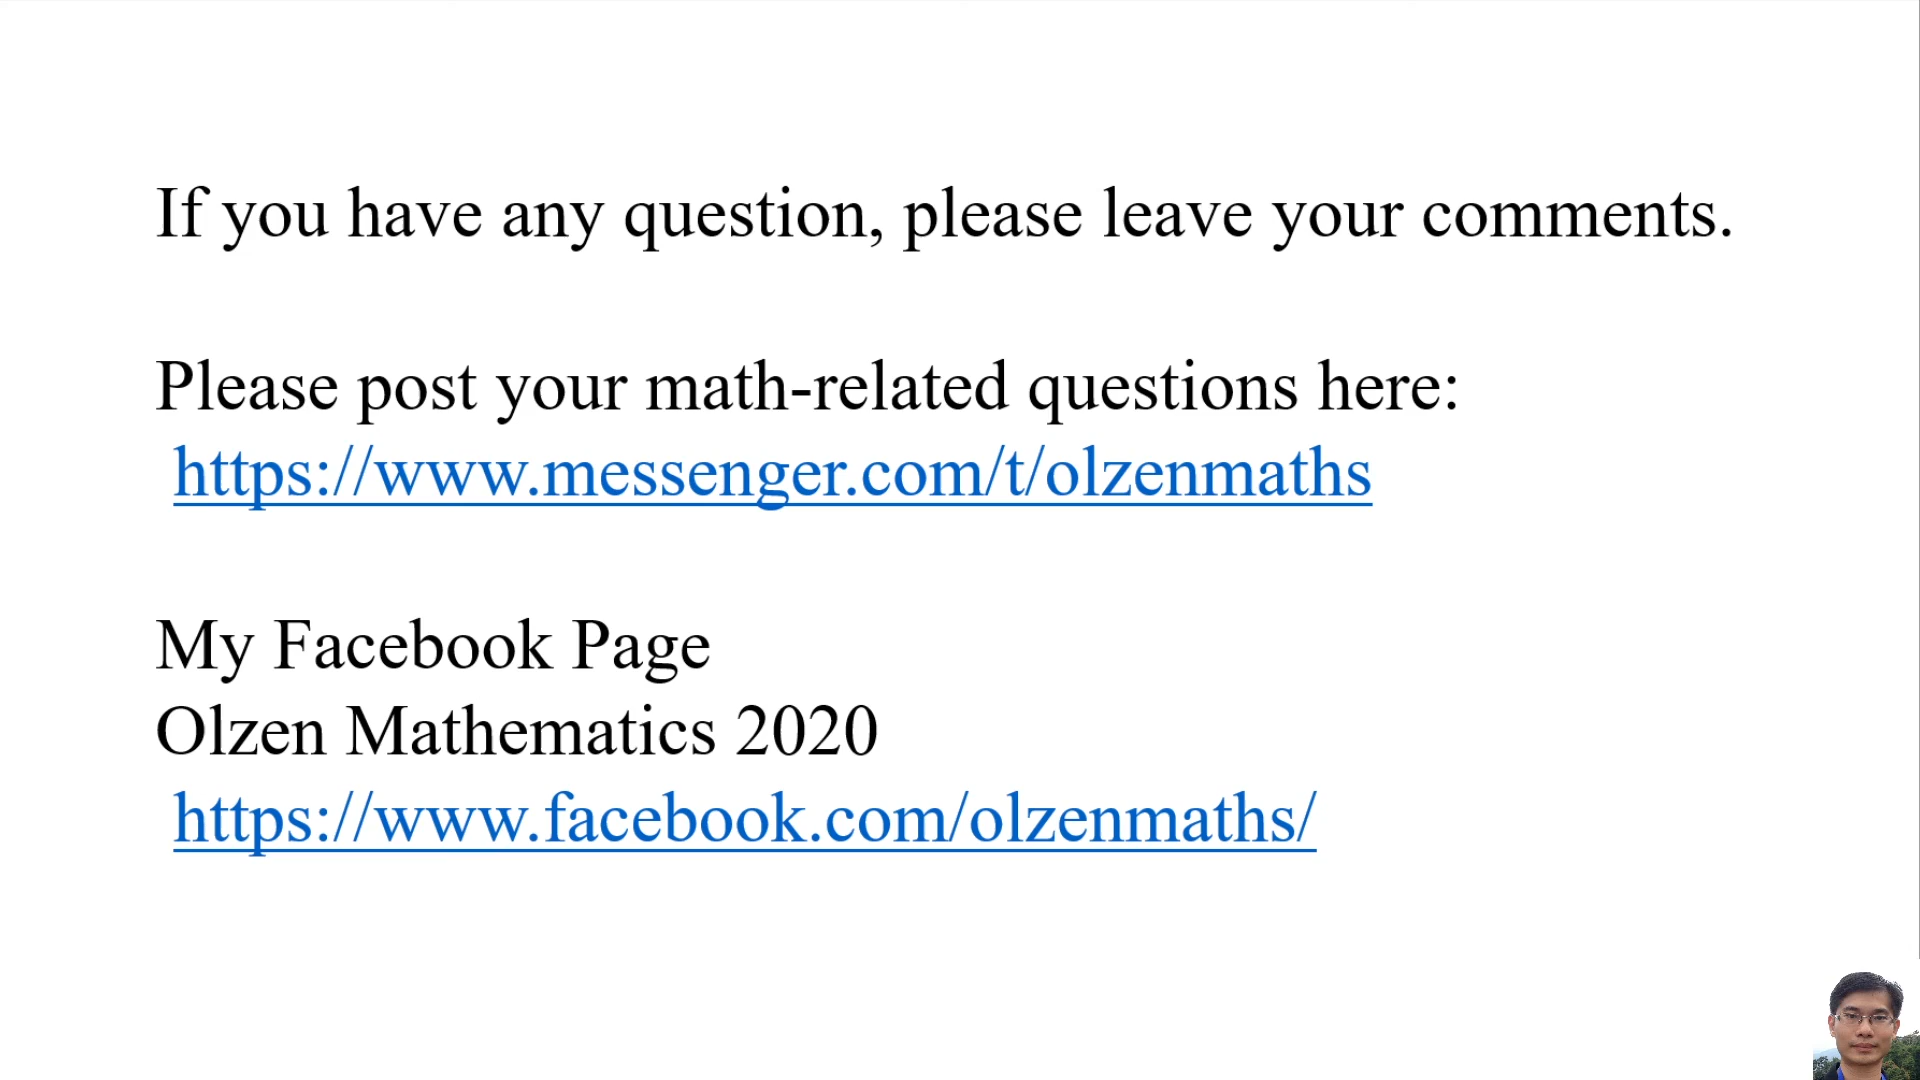 If you have any question, please leave your comments.
Please post your math-related questions here:
https://www.messenger.com/t/olzenmaths
My Facebook Page
Olzen Mathematics 2020
https://www.facebook.com/olzenmaths/